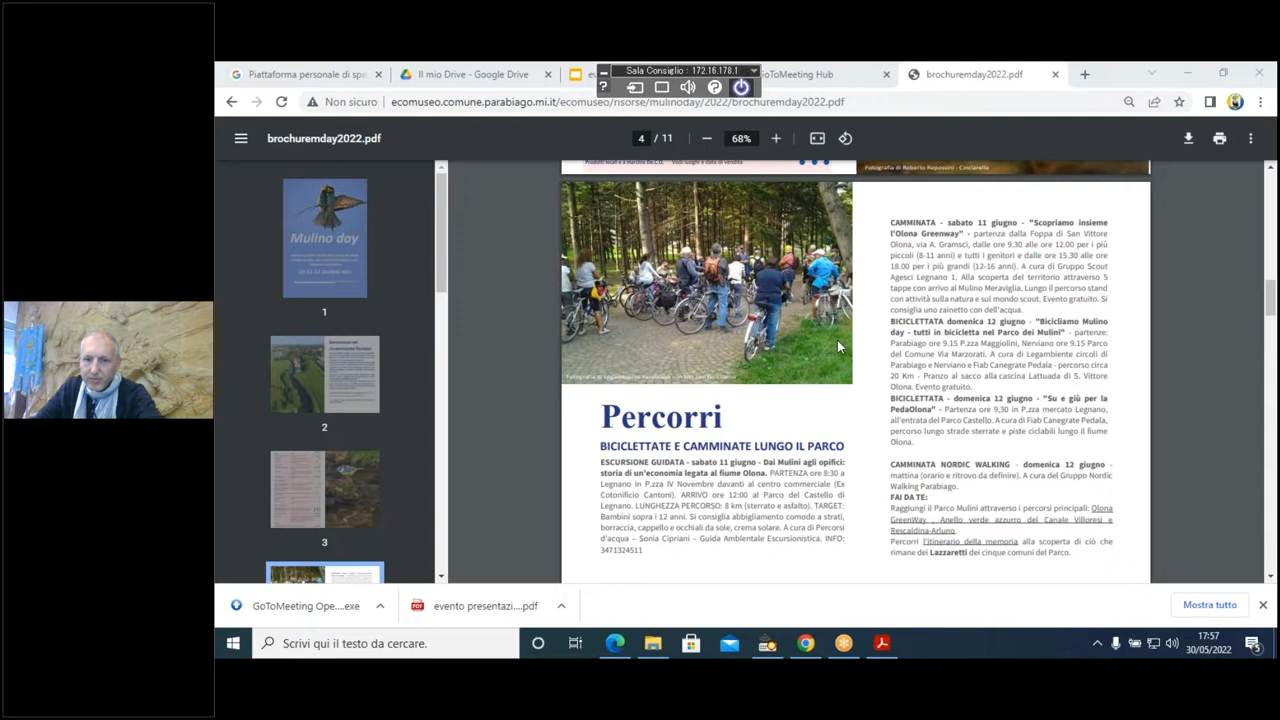 Piattaforma personale di spa
Il mio Drive - Google Drive
ev
GoToMeeting Hub
brochuremday2022.pdf
Sala Consiglio : 172.16.178.1
Non sicuro
ecomuseo.comune.parabiago.mi.it/ecomuseo/risorse/mulinoday/2022/brochuremday2022.pdf
brochuremday2022.pdf
4 / 11
68%
Prodotti locali e a marchio De.C.O. Vedi luoghi e date di vendita
Fotografia di Roberto Repossini - Cinciarella
Mulino day
1
2
3
Percorri
BICICLETTATE E CAMMINATE LUNGO IL PARCO
ESCURSIONE GUIDATA - sabato 11 giugno - Dai Mulini agli opifici:
storia di un'economia legata al fiume Olona. PARTENZA ore 8:30 a
Legnano in P.zza IV Novembre davanti al centro commerciale (Ex
Cotonificio Cantoni). ARRIVO ore 12:00 al Parco del Castello di
Legnano. LUNGHEZZA PERCORSO: 8 km (sterrato e asfalto). TARGET:
Bambini sopra i 12 anni. Si consiglia abbigliamento comodo a strati,
borraccia, cappello e occhiali da sole, crema solare. A cura di Percorsi
d'acqua – Sonia Cipriani – Guida Ambientale Escursionistica. INFO:
3471324511
CAMMINATA - sabato 11 giugno - "Scopriamo insieme
l'Olona Greenway" - partenza dalla Foppa di San Vittore
Olona, via A. Gramsci, dalle ore 9.30 alle ore 12.00 per i più
piccoli (8-11 anni) e tutti i genitori e dalle ore 15.30 alle ore
18.00 per i più grandi (12-16 anni). A cura di Gruppo Scout
Agesci Legnano 1. Alla scoperta del territorio attraverso 5
tappe con arrivo al Mulino Meraviglia. Lungo il percorso stand
con attività sulla natura e sul mondo scout. Evento gratuito. Si
consiglia uno zainetto con dell'acqua.
BICICLETTATA domenica 12 giugno - "Bicicliamo Mulino
day - tutti in bicicletta nel Parco dei Mulini" - partenze:
Parabiago ore 9.15 P.zza Maggiolini, Nerviano ore 9.15 Parco
del Comune Via Marzorati. A cura di Legambiente circoli di
Parabiago e Nerviano e Fiab Canegrate Pedala - percorso circa
20 Km - Pranzo al sacco alla cascina Lattuada di S. Vittore
Olona. Evento gratuito.
BICICLETTATA - domenica 12 giugno - "Su e giù per la
PedaOlona" - Partenza ore 9,30 in P.zza mercato Legnano,
all'entrata del Parco Castello. A cura di Fiab Canegrate Pedala,
percorso lungo strade sterrate e piste ciclabili lungo il fiume
Olona.
CAMMINATA NORDIC WALKING - domenica 12 giugno -
mattina (orario e ritrovo da definire). A cura del Gruppo Nordic
Walking Parabiago.
FAI DA TE:
Raggiungi il Parco Mulini attraverso i percorsi principali: Olona
GreenWay , Anello verde azzurro del Canale Villoresi e
Rescaldina-Arluno.
Percorri l'itinerario della memoria alla scoperta di ciò che
rimane dei Lazzaretti dei cinque comuni del Parco.
GoToMeeting Ope....exe
evento presentazi....pdf
Mostra tutto
Scrivi qui il testo da cercare.
17:57
30/05/2022
5